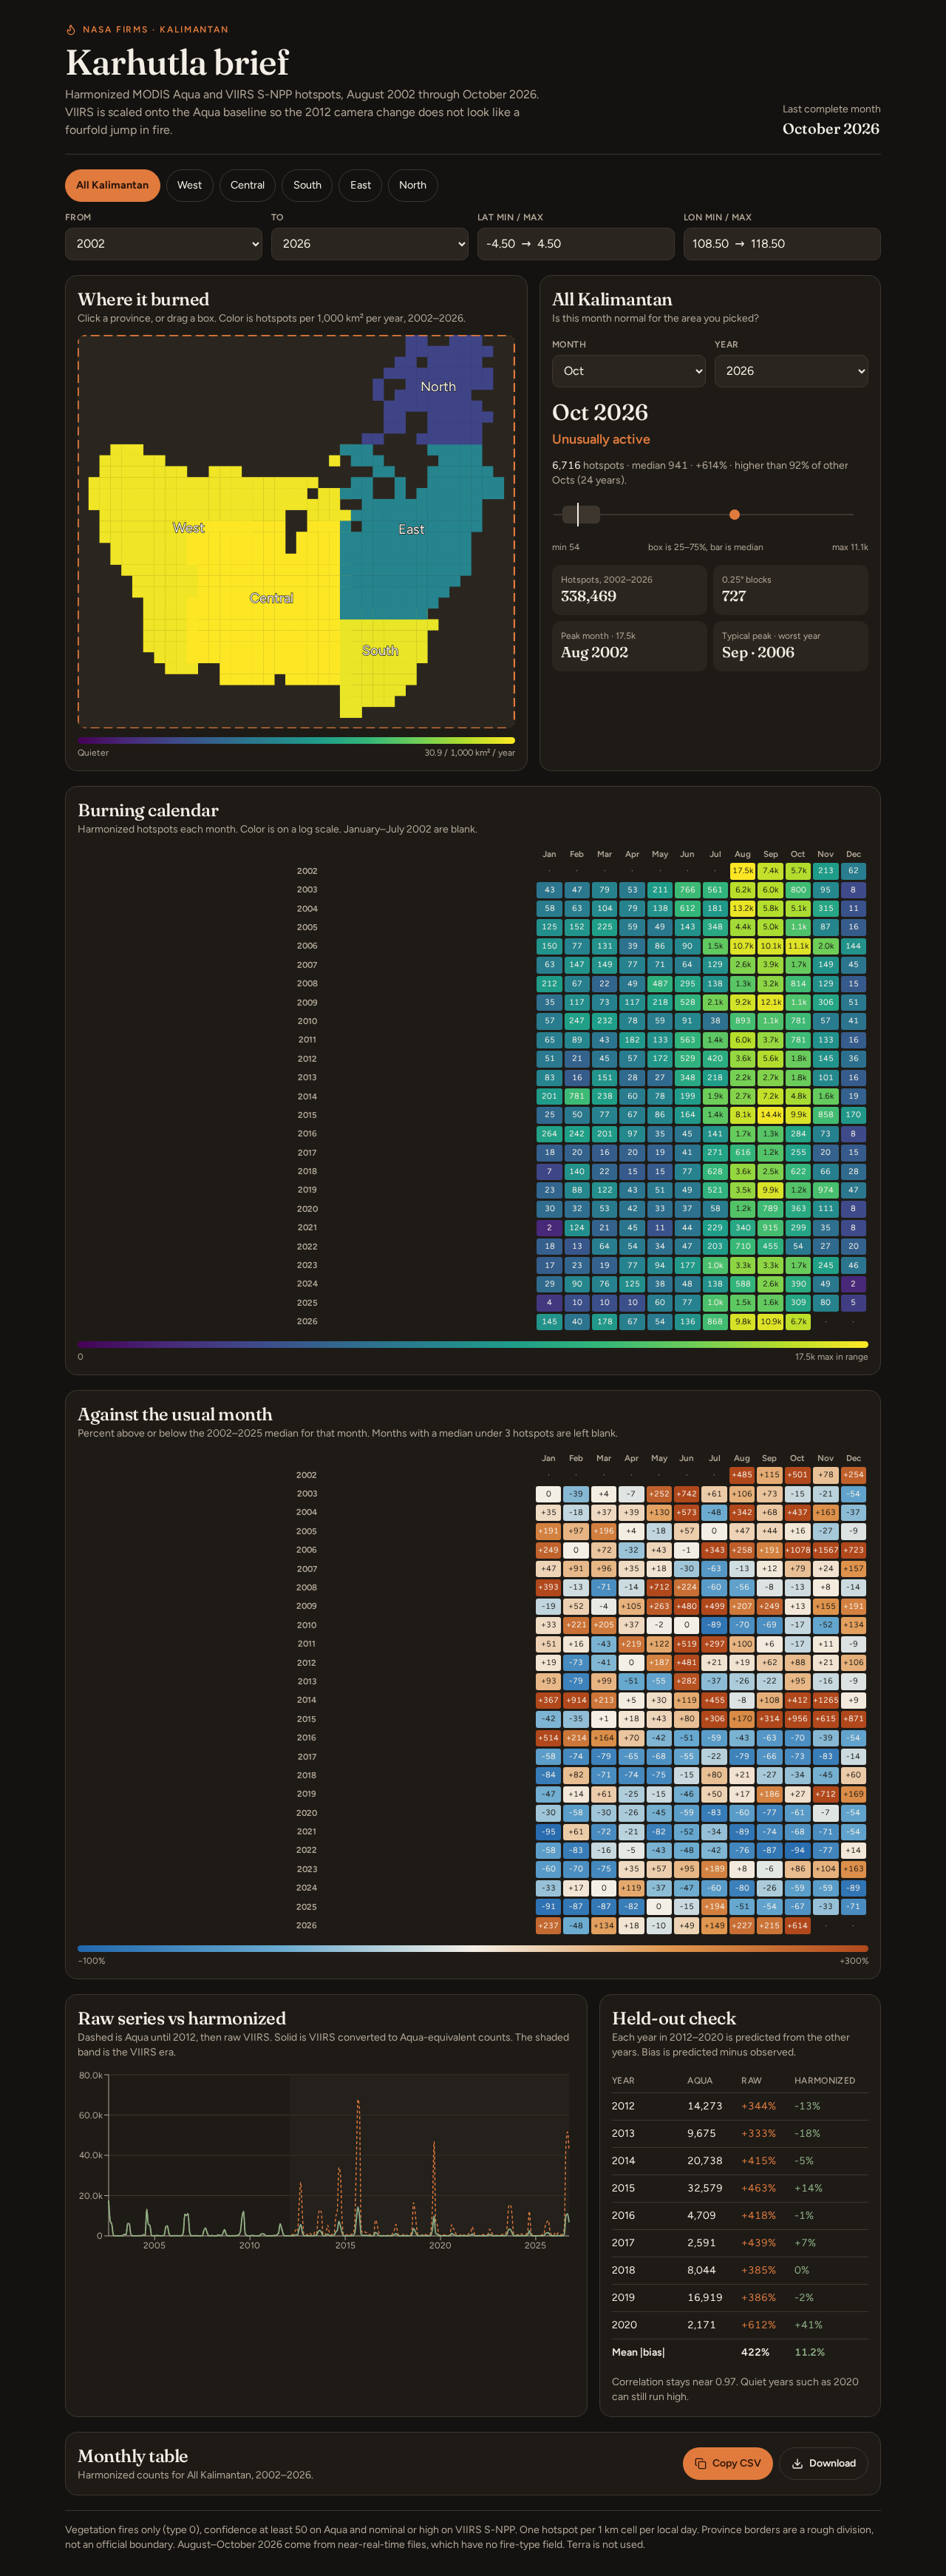 NASA FIRMS · KALIMANTAN
Karhutla brief
Harmonized MODIS Aqua and VIIRS S-NPP hotspots, August 2002 through October 2026.
VIIRS is scaled onto the Aqua baseline so the 2012 camera change does not look like a
fourfold jump in fire.
Last complete month
October 2026
All Kalimantan West Central South East North
FROM TO LAT MIN / MAX LON MIN / MAX
2002 2026 -4.50 → 4.50 108.50 → 118.50
Where it burned
Click a province, or drag a box. Color is hotspots per 1,000 km² per year, 2002–2026.
North
West
East
Central
South
Quieter 30.9 / 1,000 km² / year
All Kalimantan
Is this month normal for the area you picked?
MONTH YEAR
Oct 2026
Oct 2026
Unusually active
6,716 hotspots · median 941 · +614% · higher than 92% of other
Octs (24 years).
min 54 box is 25–75%, bar is median max 11.1k
Hotspots, 2002–2026 0.25° blocks
338,469 727
Peak month · 17.5k Typical peak · worst year
Aug 2002 Sep · 2006
Burning calendar
Harmonized hotspots each month. Color is on a log scale. January–July 2002 are blank.
Jan Feb Mar Apr May Jun Jul Aug Sep Oct Nov Dec
2002 · · · · · · · 17.5k 7.4k 5.7k 213 62
2003 43 47 79 53 211 766 561 6.2k 6.0k 800 95 8
2004 58 63 104 79 138 612 181 13.2k 5.8k 5.1k 315 11
2005 125 152 225 59 49 143 348 4.4k 5.0k 1.1k 87 16
2006 150 77 131 39 86 90 1.5k 10.7k 10.1k 11.1k 2.0k 144
2007 63 147 149 77 71 64 129 2.6k 3.9k 1.7k 149 45
2008 212 67 22 49 487 295 138 1.3k 3.2k 814 129 15
2009 35 117 73 117 218 528 2.1k 9.2k 12.1k 1.1k 306 51
2010 57 247 232 78 59 91 38 893 1.1k 781 57 41
2011 65 89 43 182 133 563 1.4k 6.0k 3.7k 781 133 16
2012 51 21 45 57 172 529 420 3.6k 5.6k 1.8k 145 36
2013 83 16 151 28 27 348 218 2.2k 2.7k 1.8k 101 16
2014 201 781 238 60 78 199 1.9k 2.7k 7.2k 4.8k 1.6k 19
2015 25 50 77 67 86 164 1.4k 8.1k 14.4k 9.9k 858 170
2016 264 242 201 97 35 45 141 1.7k 1.3k 284 73 8
2017 18 20 16 20 19 41 271 616 1.2k 255 20 15
2018 7 140 22 15 15 77 628 3.6k 2.5k 622 66 28
2019 23 88 122 43 51 49 521 3.5k 9.9k 1.2k 974 47
2020 30 32 53 42 33 37 58 1.2k 789 363 111 8
2021 2 124 21 45 11 44 229 340 915 299 35 8
2022 18 13 64 54 34 47 203 710 455 54 27 20
2023 17 23 19 77 94 177 1.0k 3.3k 3.3k 1.7k 245 46
2024 29 90 76 125 38 48 138 588 2.6k 390 49 2
2025 4 10 10 10 60 77 1.0k 1.5k 1.6k 309 80 5
2026 145 40 178 67 54 136 868 9.8k 10.9k 6.7k · ·
0 17.5k max in range
Against the usual month
Percent above or below the 2002–2025 median for that month. Months with a median under 3 hotspots are left blank.
Jan Feb Mar Apr May Jun Jul Aug Sep Oct Nov Dec
2002 · · · · · · · +485 +115 +501 +78 +254
2003 0 -39 +4 -7 +252 +742 +61 +106 +73 -15 -21 -54
2004 +35 -18 +37 +39 +130 +573 -48 +342 +68 +437 +163 -37
2005 +191 +97 +196 +4 -18 +57 0 +47 +44 +16 -27 -9
2006 +249 0 +72 -32 +43 -1 +343 +258 +191 +1078 +1567 +723
2007 +47 +91 +96 +35 +18 -30 -63 -13 +12 +79 +24 +157
2008 +393 -13 -71 -14 +712 +224 -60 -56 -8 -13 +8 -14
2009 -19 +52 -4 +105 +263 +480 +499 +207 +249 +13 +155 +191
2010 +33 +221 +205 +37 -2 0 -89 -70 -69 -17 -52 +134
2011 +51 +16 -43 +219 +122 +519 +297 +100 +6 -17 +11 -9
2012 +19 -73 -41 0 +187 +481 +21 +19 +62 +88 +21 +106
2013 +93 -79 +99 -51 -55 +282 -37 -26 -22 +95 -16 -9
2014 +367 +914 +213 +5 +30 +119 +455 -8 +108 +412 +1265 +9
2015 -42 -35 +1 +18 +43 +80 +306 +170 +314 +956 +615 +871
2016 +514 +214 +164 +70 -42 -51 -59 -43 -63 -70 -39 -54
2017 -58 -74 -79 -65 -68 -55 -22 -79 -66 -73 -83 -14
2018 -84 +82 -71 -74 -75 -15 +80 +21 -27 -34 -45 +60
2019 -47 +14 +61 -25 -15 -46 +50 +17 +186 +27 +712 +169
2020 -30 -58 -30 -26 -45 -59 -83 -60 -77 -61 -7 -54
2021 -95 +61 -72 -21 -82 -52 -34 -89 -74 -68 -71 -54
2022 -58 -83 -16 -5 -43 -48 -42 -76 -87 -94 -77 +14
2023 -60 -70 -75 +35 +57 +95 +189 +8 -6 +86 +104 +163
2024 -33 +17 0 +119 -37 -47 -60 -80 -26 -59 -59 -89
2025 -91 -87 -87 -82 0 -15 +194 -51 -54 -67 -33 -71
2026 +237 -48 +134 +18 -10 +49 +149 +227 +215 +614 · ·
−100% +300%
Raw series vs harmonized
Dashed is Aqua until 2012, then raw VIIRS. Solid is VIIRS converted to Aqua-equivalent counts. The shaded
band is the VIIRS era.
80.0k
60.0k
40.0k
20.0k
0
2005 2010 2015 2020 2025
Held-out check
Each year in 2012–2020 is predicted from the other
years. Bias is predicted minus observed.
YEAR AQUA RAW HARMONIZED
2012 14,273 +344% -13%
2013 9,675 +333% -18%
2014 20,738 +415% -5%
2015 32,579 +463% +14%
2016 4,709 +418% -1%
2017 2,591 +439% +7%
2018 8,044 +385% 0%
2019 16,919 +386% -2%
2020 2,171 +612% +41%
Mean |bias| 422% 11.2%
Correlation stays near 0.97. Quiet years such as 2020
can still run high.
Monthly table
Harmonized counts for All Kalimantan, 2002–2026.
Copy CSV Download
Vegetation fires only (type 0), confidence at least 50 on Aqua and nominal or high on VIIRS S-NPP. One hotspot per 1 km cell per local day. Province borders are a rough division,
not an official boundary. August–October 2026 come from near-real-time files, which have no fire-type field. Terra is not used.